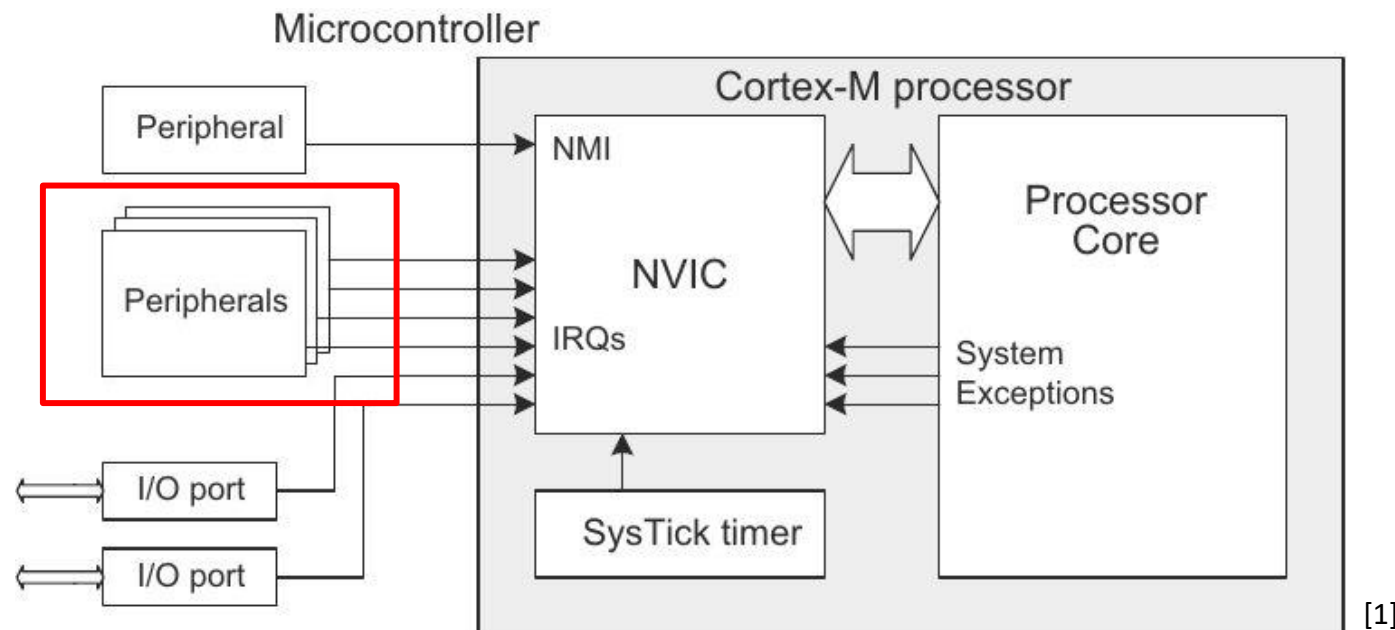 Microcontroller
Cortex-M processor
Peripheral
NMI
Processor
Core
NVIC
Peripherals
IRQs
System
Exceptions
I/O port
SysTick timer
I/O port
[1]